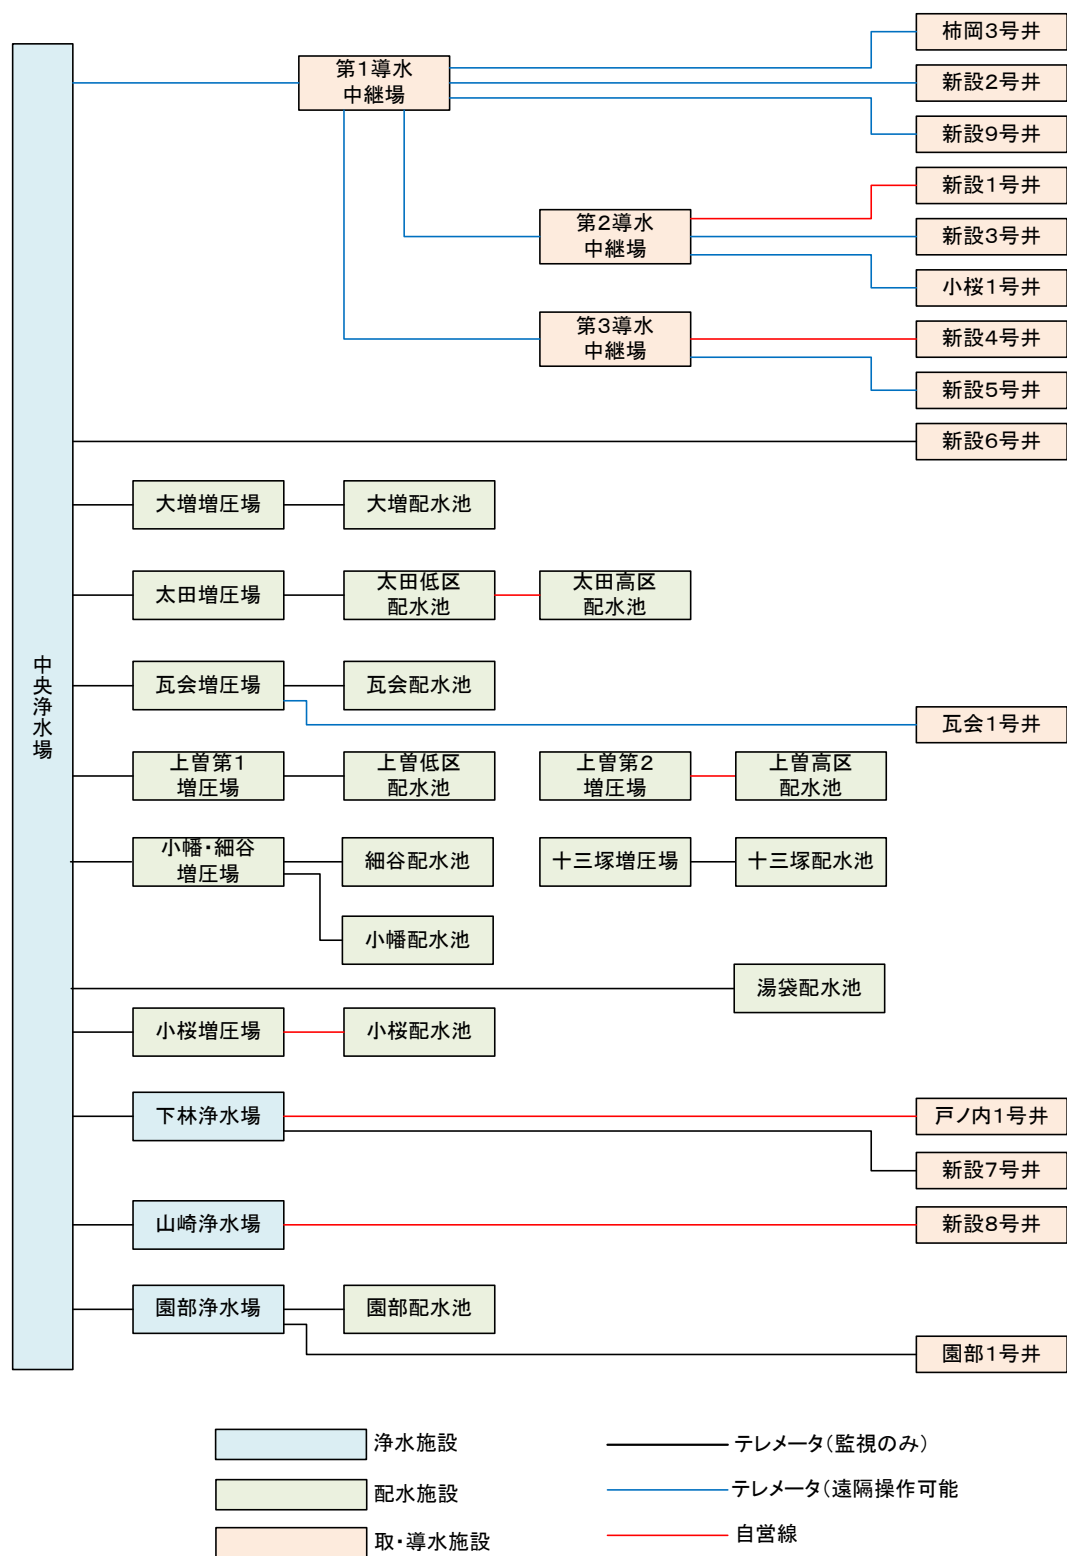 柿岡3号井
第1導水
中継場
新設2号井
新設9号井
新設1号井
第2導水
中継場
新設3号井
小桜1号井
第3導水
中継場
新設4号井
新設5号井
新設6号井
大増増圧場
大増配水池
太田増圧場
太田低区
配水池
太田高区
配水池
中央浄水場
瓦会増圧場
瓦会配水池
瓦会1号井
上曽第1
増圧場
上曽低区
配水池
上曽第2
増圧場
上曽高区
配水池
小幡・細谷
増圧場
細谷配水池
十三塚増圧場
十三塚配水池
小幡配水池
湯袋配水池
小桜増圧場
小桜配水池
下林浄水場
戸ノ内1号井
新設7号井
山崎浄水場
新設8号井
園部浄水場
園部配水池
園部1号井
浄水施設
テレメータ(監視のみ)
配水施設
テレメータ(遠隔操作可能
取・導水施設
自営線